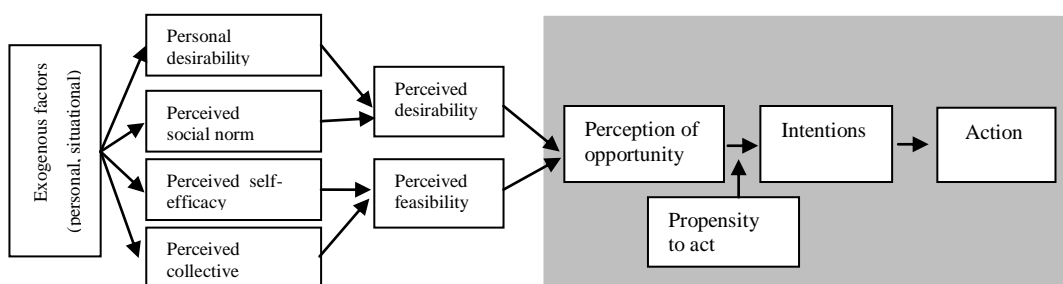 Exogenous factors
(personal, situational)
Personal
desirability
Perceived
social norm
Perceived self-
efficacy
Perceived
collective
Perceived
desirability
Perceived
feasibility
Perception of
opportunity
Propensity
to act
Intentions
Action